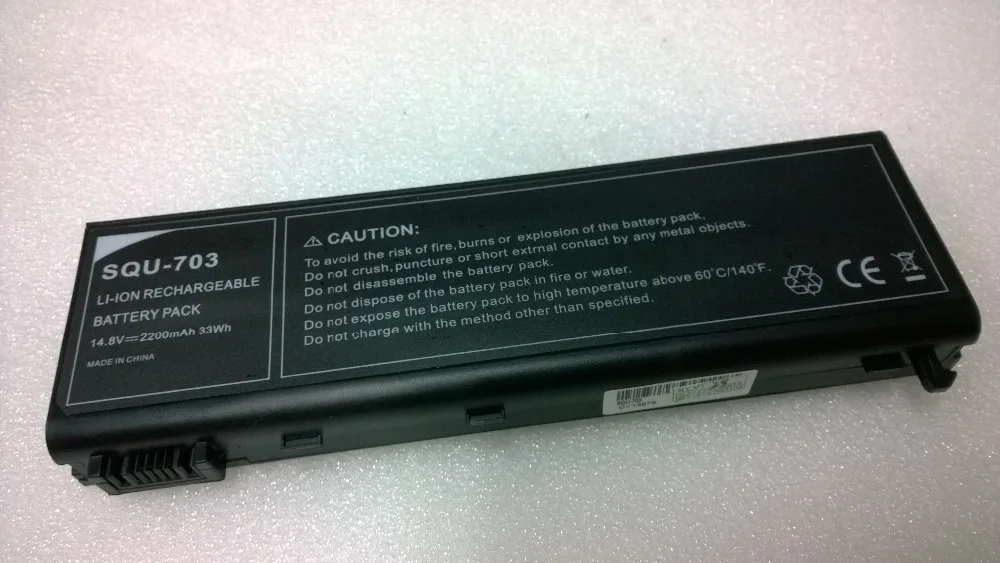 SQU-703
LI-ION RECHARGEABLE
BATTERY PACK
14.8V⎓2200mAh 33Wh
MADE IN CHINA
⚠ CAUTION:
To avoid the risk of fire,burns or explosion of the battery pack,
Do not crush,puncture or short extrnal contact by any metal objects.
Do not disassemble the battery pack.
Do not dispose of the battery pack in fire or water.
Do not expose the battery pack to high temperature above 60°C/140°F.
Do not charge with the method other than specified.
CE
SQU-703